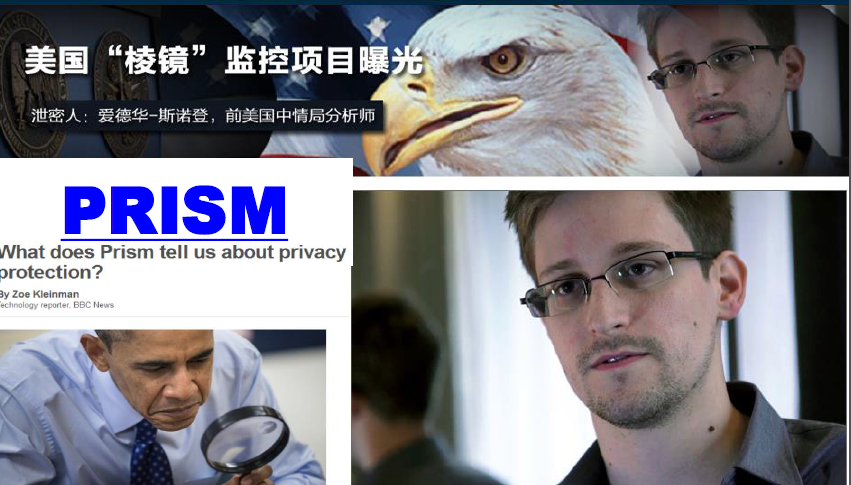 美国“棱镜”监控项目曝光
泄密人：爱德华-斯诺登，前美国中情局分析师
PRISM
What does Prism tell us about privacy
protection?
By Zoe Kleinman
echnology reporter, BBC News